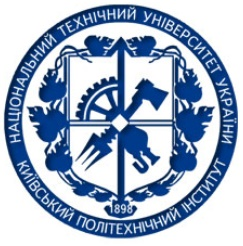 НАЦІОНАЛЬНИЙ ТЕХНІЧНИЙ УНІВЕРСИТЕТ УКРАЇНИ
КИЇВСЬКИЙ ПОЛІТЕХНІЧНИЙ ІНСТИТУТ
1898